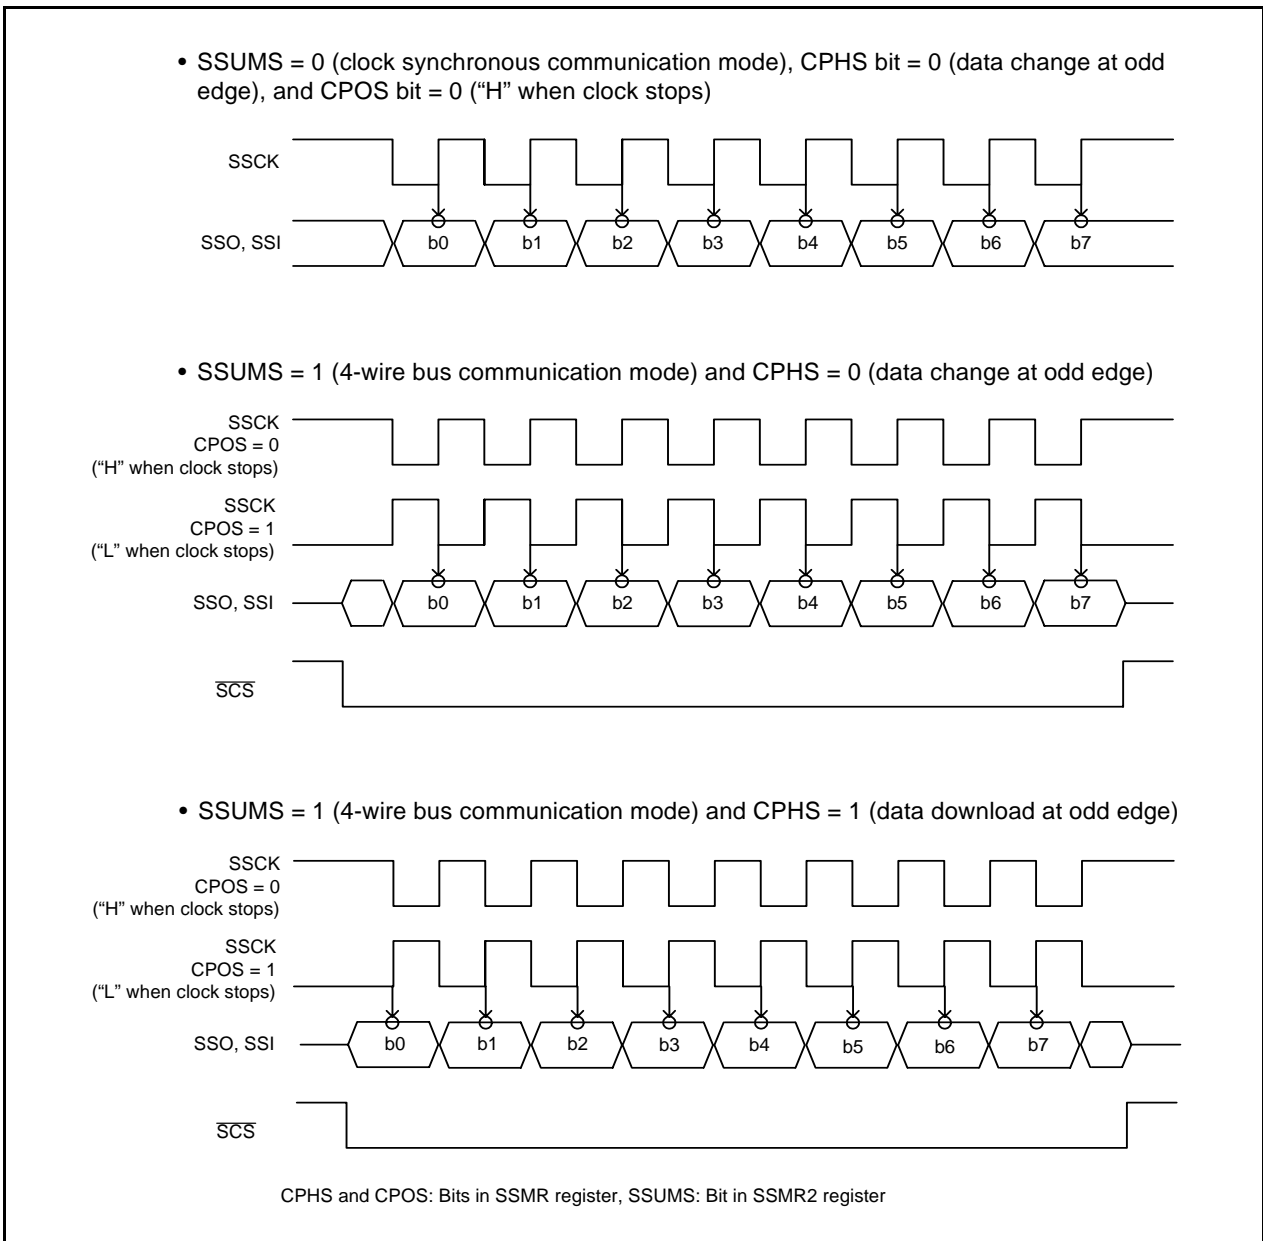 • SSUMS = 0 (clock synchronous communication mode), CPHS bit = 0 (data change at odd
edge), and CPOS bit = 0 (“H” when clock stops)
SSCK
SSO, SSI
b0 b1 b2 b3 b4 b5 b6 b7
• SSUMS = 1 (4-wire bus communication mode) and CPHS = 0 (data change at odd edge)
SSCK
CPOS = 0
(“H” when clock stops)
SSCK
CPOS = 1
(“L” when clock stops)
SSO, SSI
b0 b1 b2 b3 b4 b5 b6 b7
SCS
• SSUMS = 1 (4-wire bus communication mode) and CPHS = 1 (data download at odd edge)
SSCK
CPOS = 0
(“H” when clock stops)
SSCK
CPOS = 1
(“L” when clock stops)
SSO, SSI
b0 b1 b2 b3 b4 b5 b6 b7
SCS
CPHS and CPOS: Bits in SSMR register, SSUMS: Bit in SSMR2 register